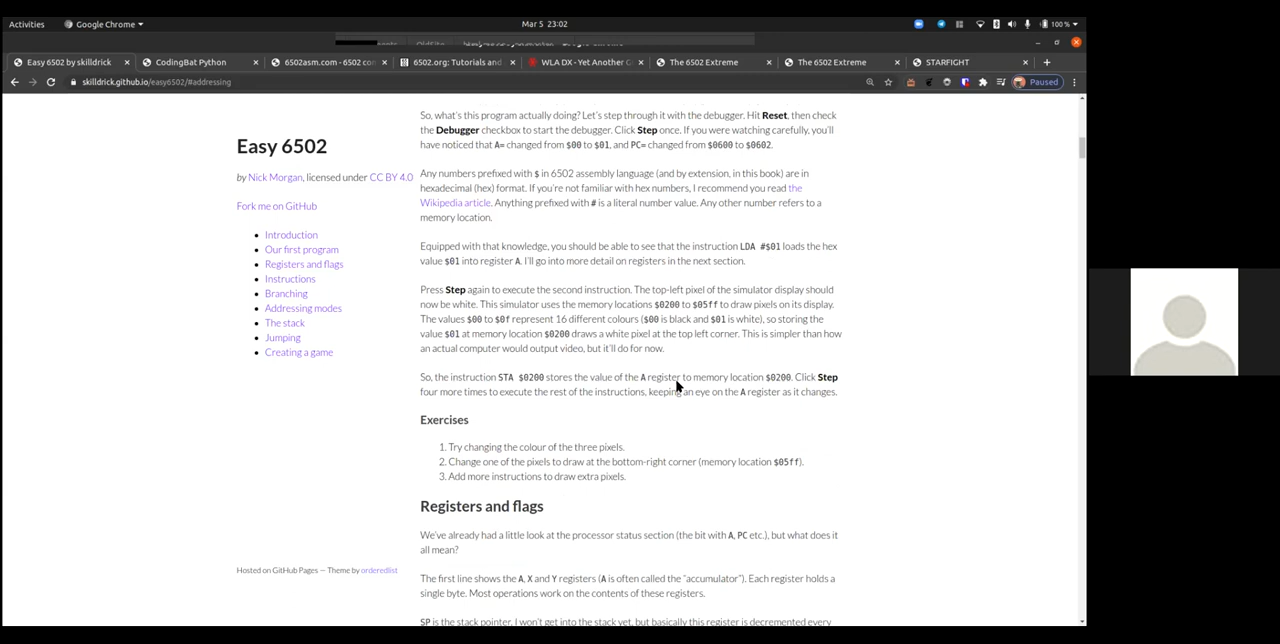 Activities Google Chrome ▾ Mar 5 23:02 100 %
Easy 6502 by skilldrick × CodingBat Python × 6502asm.com - 6502 com × 6502.org: Tutorials and × WLA DX - Yet Another G × The 6502 Extreme × The 6502 Extreme × STARFIGHT × +
skilldrick.github.io/easy6502/#addressing Paused
Easy 6502
by Nick Morgan, licensed under CC BY 4.0
Fork me on GitHub
Introduction
Our first program
Registers and flags
Instructions
Branching
Addressing modes
The stack
Jumping
Creating a game
Hosted on GitHub Pages — Theme by orderedlist
So, what's this program actually doing? Let's step through it with the debugger. Hit Reset, then check
the Debugger checkbox to start the debugger. Click Step once. If you were watching carefully, you'll
have noticed that A= changed from $00 to $01, and PC= changed from $0600 to $0602.
Any numbers prefixed with $ in 6502 assembly language (and by extension, in this book) are in
hexadecimal (hex) format. If you're not familiar with hex numbers, I recommend you read the
Wikipedia article. Anything prefixed with # is a literal number value. Any other number refers to a
memory location.
Equipped with that knowledge, you should be able to see that the instruction LDA #$01 loads the hex
value $01 into register A. I'll go into more detail on registers in the next section.
Press Step again to execute the second instruction. The top-left pixel of the simulator display should
now be white. This simulator uses the memory locations $0200 to $05ff to draw pixels on its display.
The values $00 to $0f represent 16 different colours ($00 is black and $01 is white), so storing the
value $01 at memory location $0200 draws a white pixel at the top left corner. This is simpler than how
an actual computer would output video, but it'll do for now.
So, the instruction STA $0200 stores the value of the A register to memory location $0200. Click Step
four more times to execute the rest of the instructions, keeping an eye on the A register as it changes.
Exercises
1. Try changing the colour of the three pixels.
2. Change one of the pixels to draw at the bottom-right corner (memory location $05ff).
3. Add more instructions to draw extra pixels.
Registers and flags
We've already had a little look at the processor status section (the bit with A, PC etc.), but what does it
all mean?
The first line shows the A, X and Y registers (A is often called the "accumulator"). Each register holds a
single byte. Most operations work on the contents of these registers.
SP is the stack pointer. I won't get into the stack yet, but basically this register is decremented every